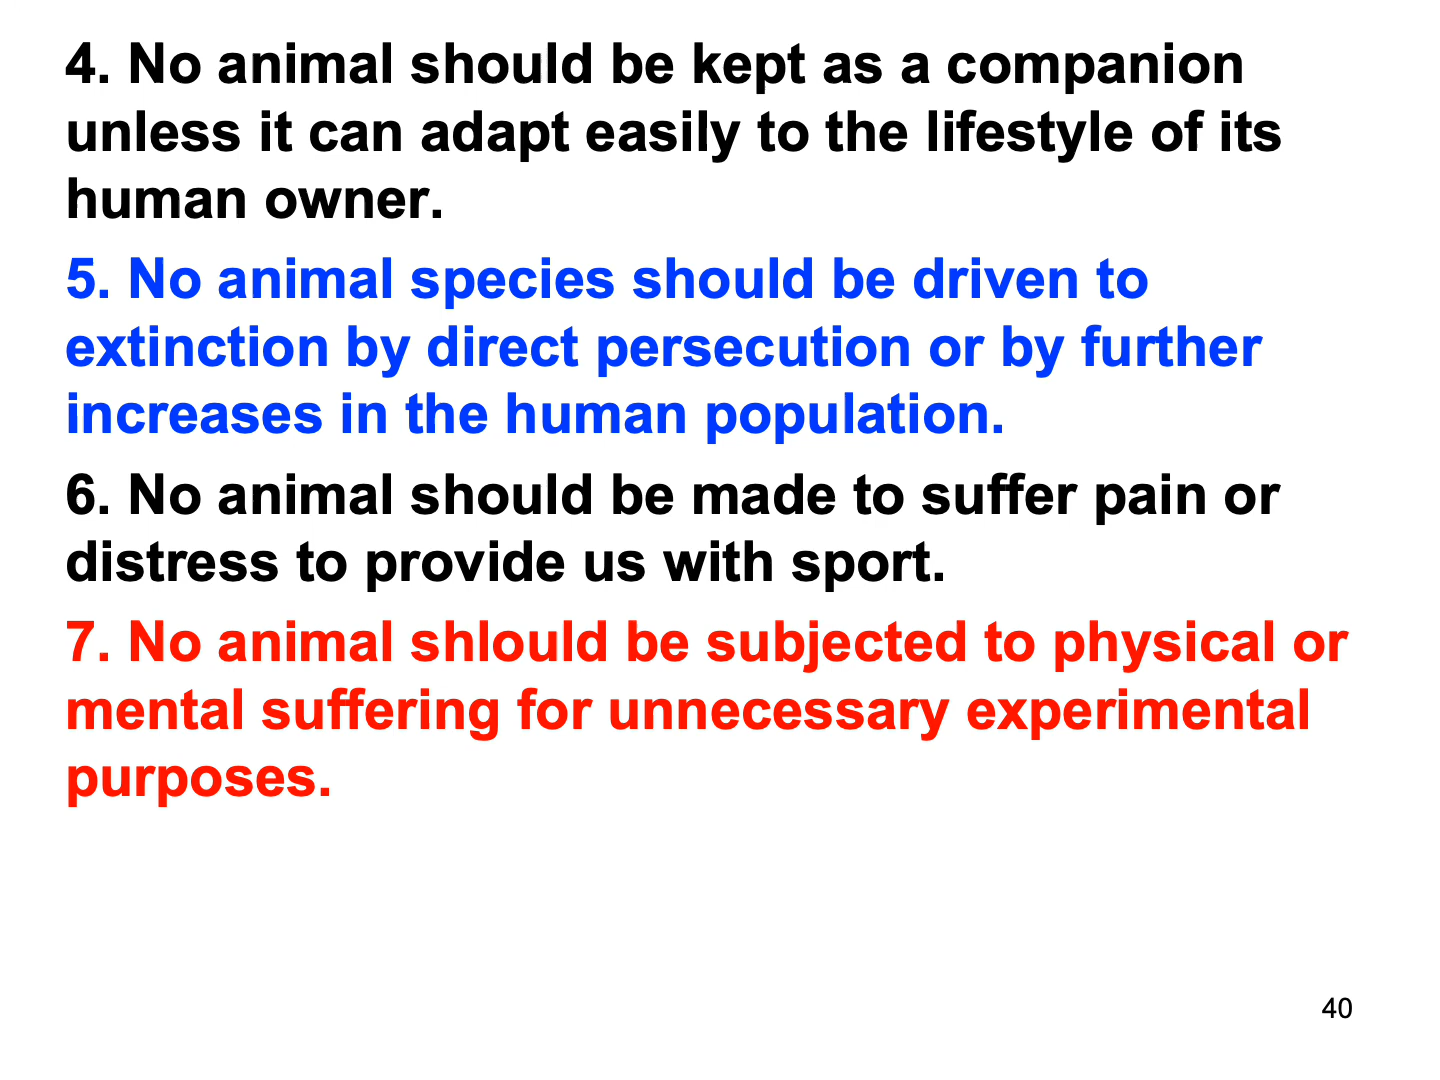 4. No animal should be kept as a companion
unless it can adapt easily to the lifestyle of its
human owner.
5. No animal species should be driven to
extinction by direct persecution or by further
increases in the human population.
6. No animal should be made to suffer pain or
distress to provide us with sport.
7. No animal shlould be subjected to physical or
mental suffering for unnecessary experimental
purposes.
40